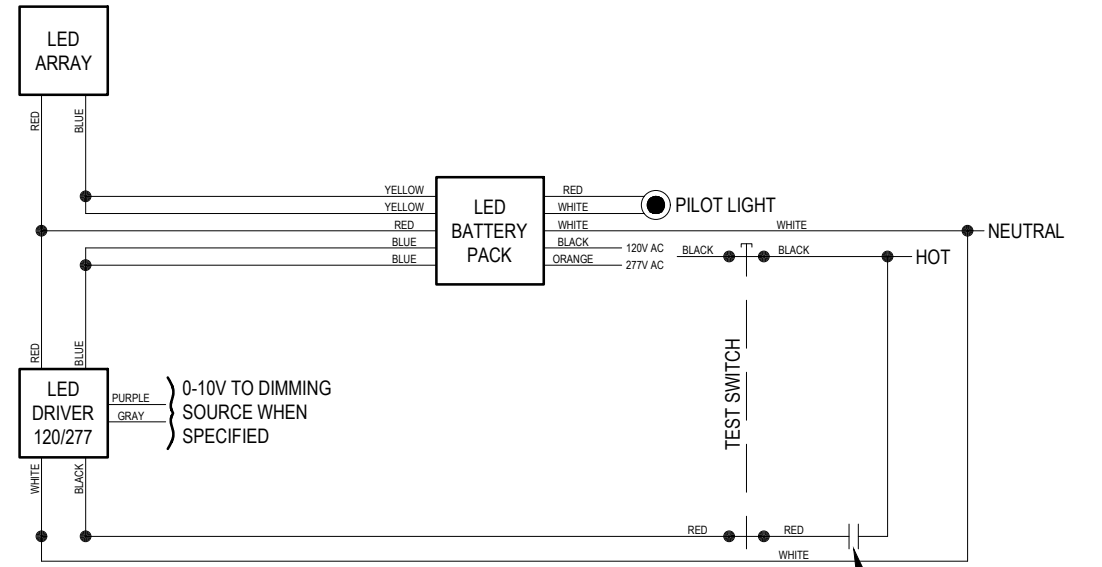 LED
ARRAY
RED
BLUE
YELLOW
YELLOW
RED
BLUE
BLUE
LED
BATTERY
PACK
RED
WHITE
WHITE
BLACK
ORANGE
PILOT LIGHT
WHITE
NEUTRAL
120V AC
277V AC
BLACK
BLACK
HOT
TEST SWITCH
RED
BLUE
LED
DRIVER
120/277
PURPLE
GRAY
0-10V TO DIMMING
SOURCE WHEN
SPECIFIED
WHITE
BLACK
RED
RED
WHITE